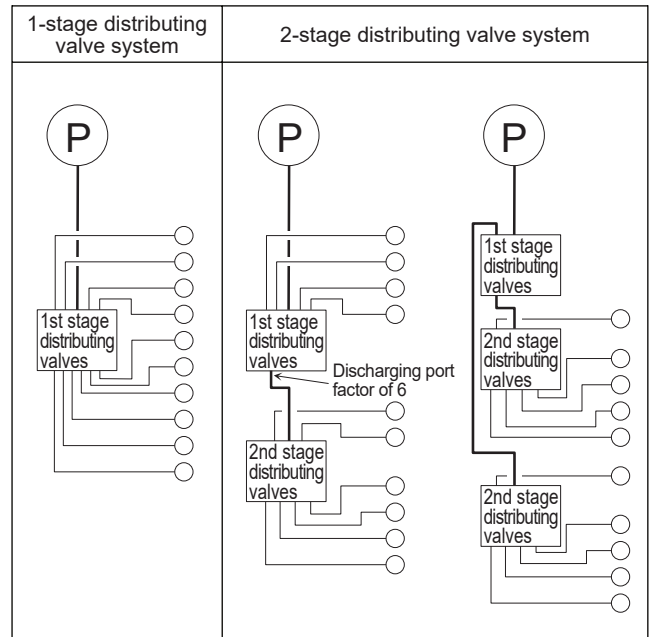 1-stage distributing
valve system
2-stage distributing valve system
P
1st stage
distributing
valves
P
1st stage
distributing
valves
Discharging port
factor of 6
2nd stage
distributing
valves
P
1st stage
distributing
valves
2nd stage
distributing
valves
2nd stage
distributing
valves